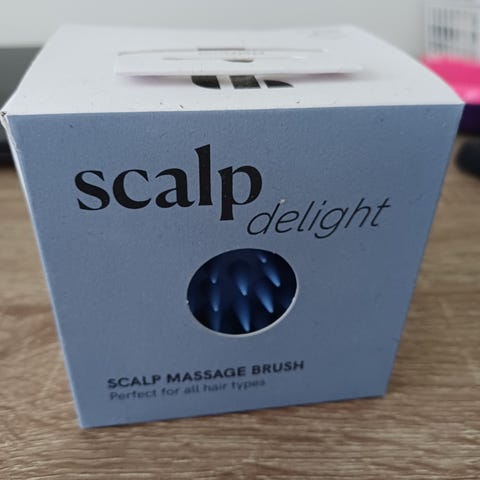 scalp
delight
SCALP MASSAGE BRUSH
Perfect for all hair types